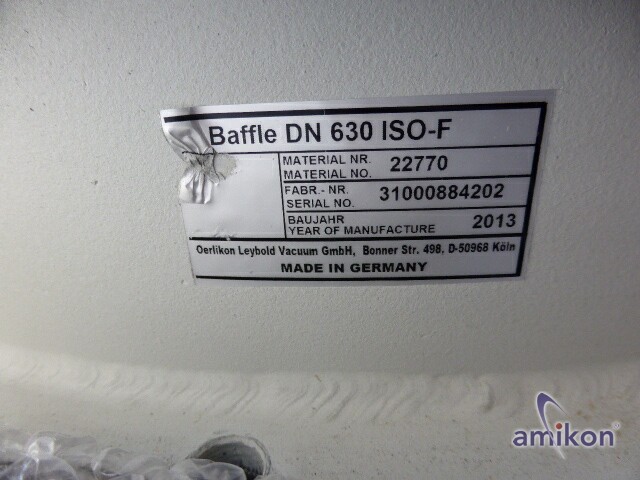 Baffle DN 630 ISO-F
MATERIAL NR.
MATERIAL NO. 22770
FABR.- NR.
SERIAL NO. 31000884202
BAUJAHR
YEAR OF MANUFACTURE 2013
Oerlikon Leybold Vacuum GmbH, Bonner Str. 498, D-50968 Köln
MADE IN GERMANY
amikon